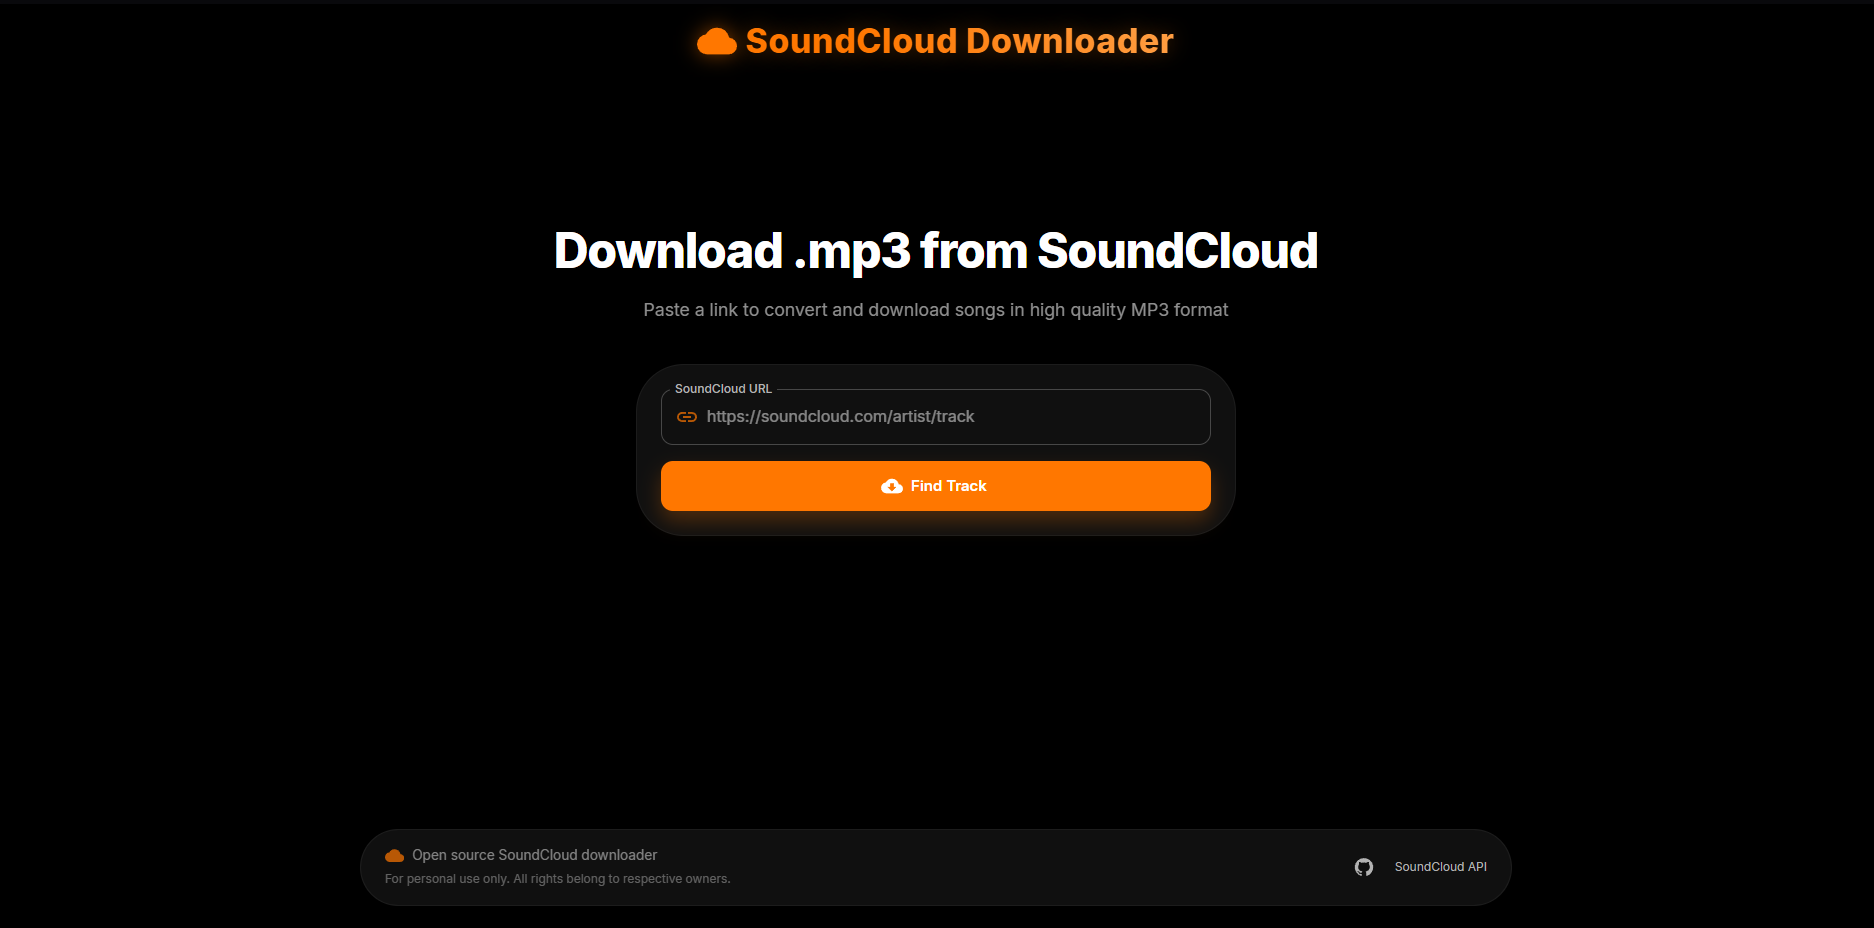 SoundCloud Downloader
Download .mp3 from SoundCloud
Paste a link to convert and download songs in high quality MP3 format
SoundCloud URL
https://soundcloud.com/artist/track
Find Track
Open source SoundCloud downloader
For personal use only. All rights belong to respective owners.
SoundCloud API